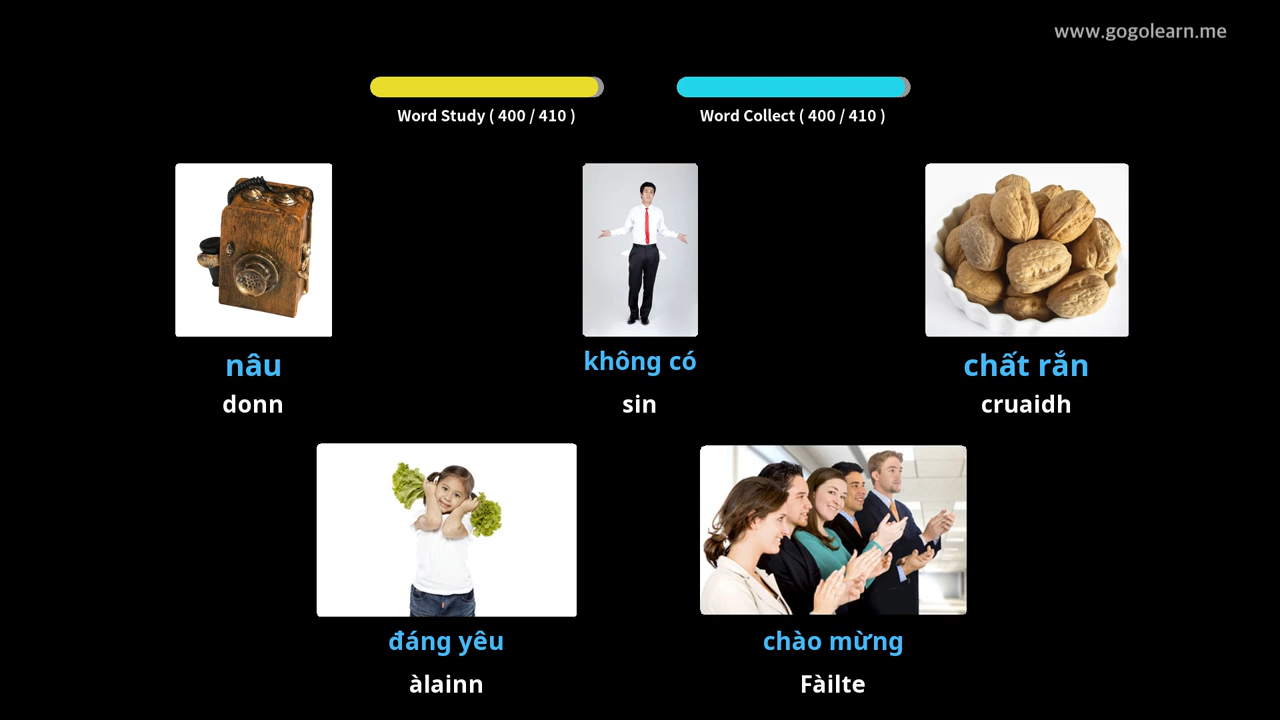 www.gogolearn.me
Word Study ( 400 / 410 )
Word Collect ( 400 / 410 )
nâu
donn
không có
sin
chất rắn
cruaidh
đáng yêu
àlainn
chào mừng
Fàilte